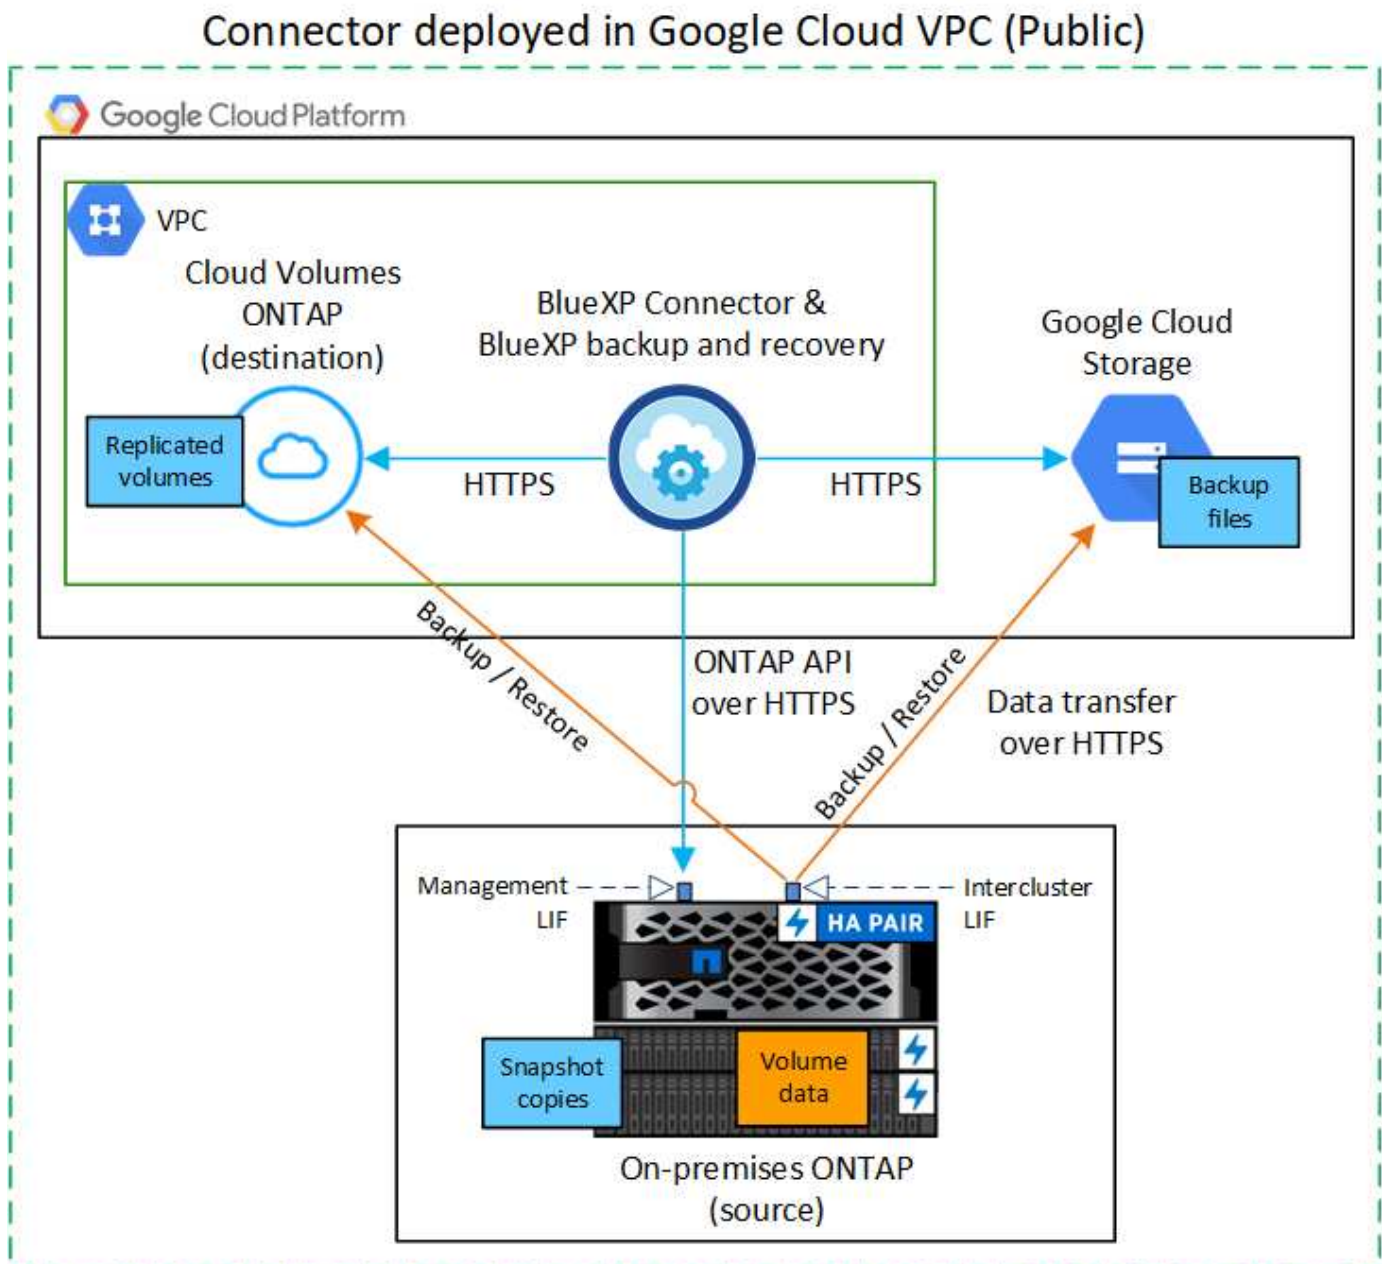 Connector deployed in Google Cloud VPC (Public)
Google Cloud Platform
VPC
Cloud Volumes
ONTAP
(destination)
BlueXP Connector &
BlueXP backup and recovery
Google Cloud
Storage
Replicated
volumes
HTTPS
HTTPS
Backup
files
Backup / Restore
ONTAP API
over HTTPS
Backup / Restore
Data transfer
over HTTPS
Management
LIF
Intercluster
LIF
HA PAIR
Snapshot
copies
Volume
data
On-premises ONTAP
(source)